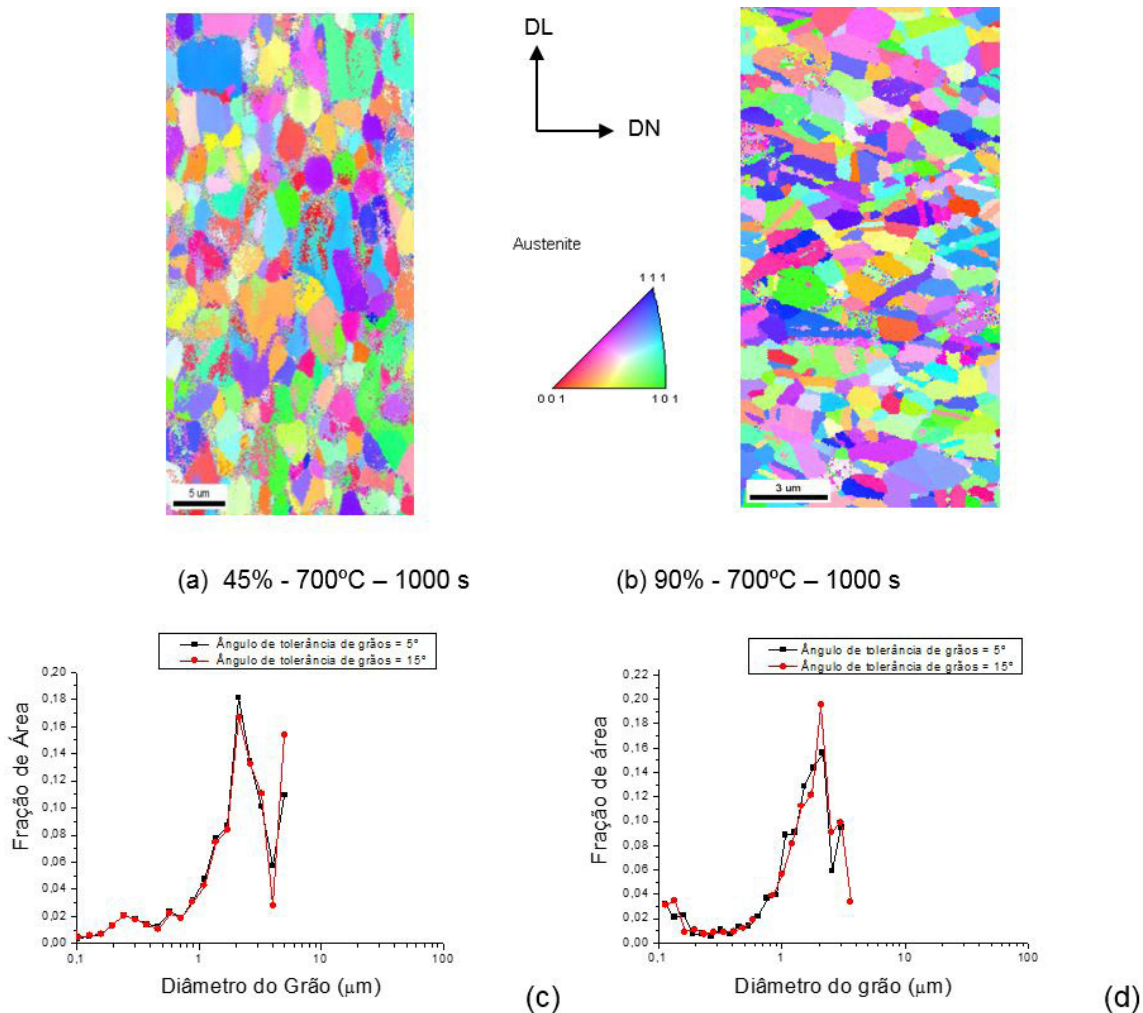 DL
DN
Austenite
1 1 1
0 0 1
1 0 1
5 um
3 um
(a) 45% - 700ºC – 1000 s
(b) 90% - 700ºC – 1000 s
Ângulo de tolerância de grãos = 5°
Ângulo de tolerância de grãos = 15°
0,20
0,18
0,16
0,14
0,12
0,10
0,08
0,06
0,04
0,02
0,00
Fração de Área
0,1
1
10
100
Diâmetro do Grão (μm)
(c)
Ângulo de tolerância de grãos = 5°
Ângulo de tolerância de grãos = 15°
0,22
0,20
0,18
0,16
0,14
0,12
0,10
0,08
0,06
0,04
0,02
0,00
Fração de área
0,1
1
10
100
Diâmetro do grão (μm)
(d)